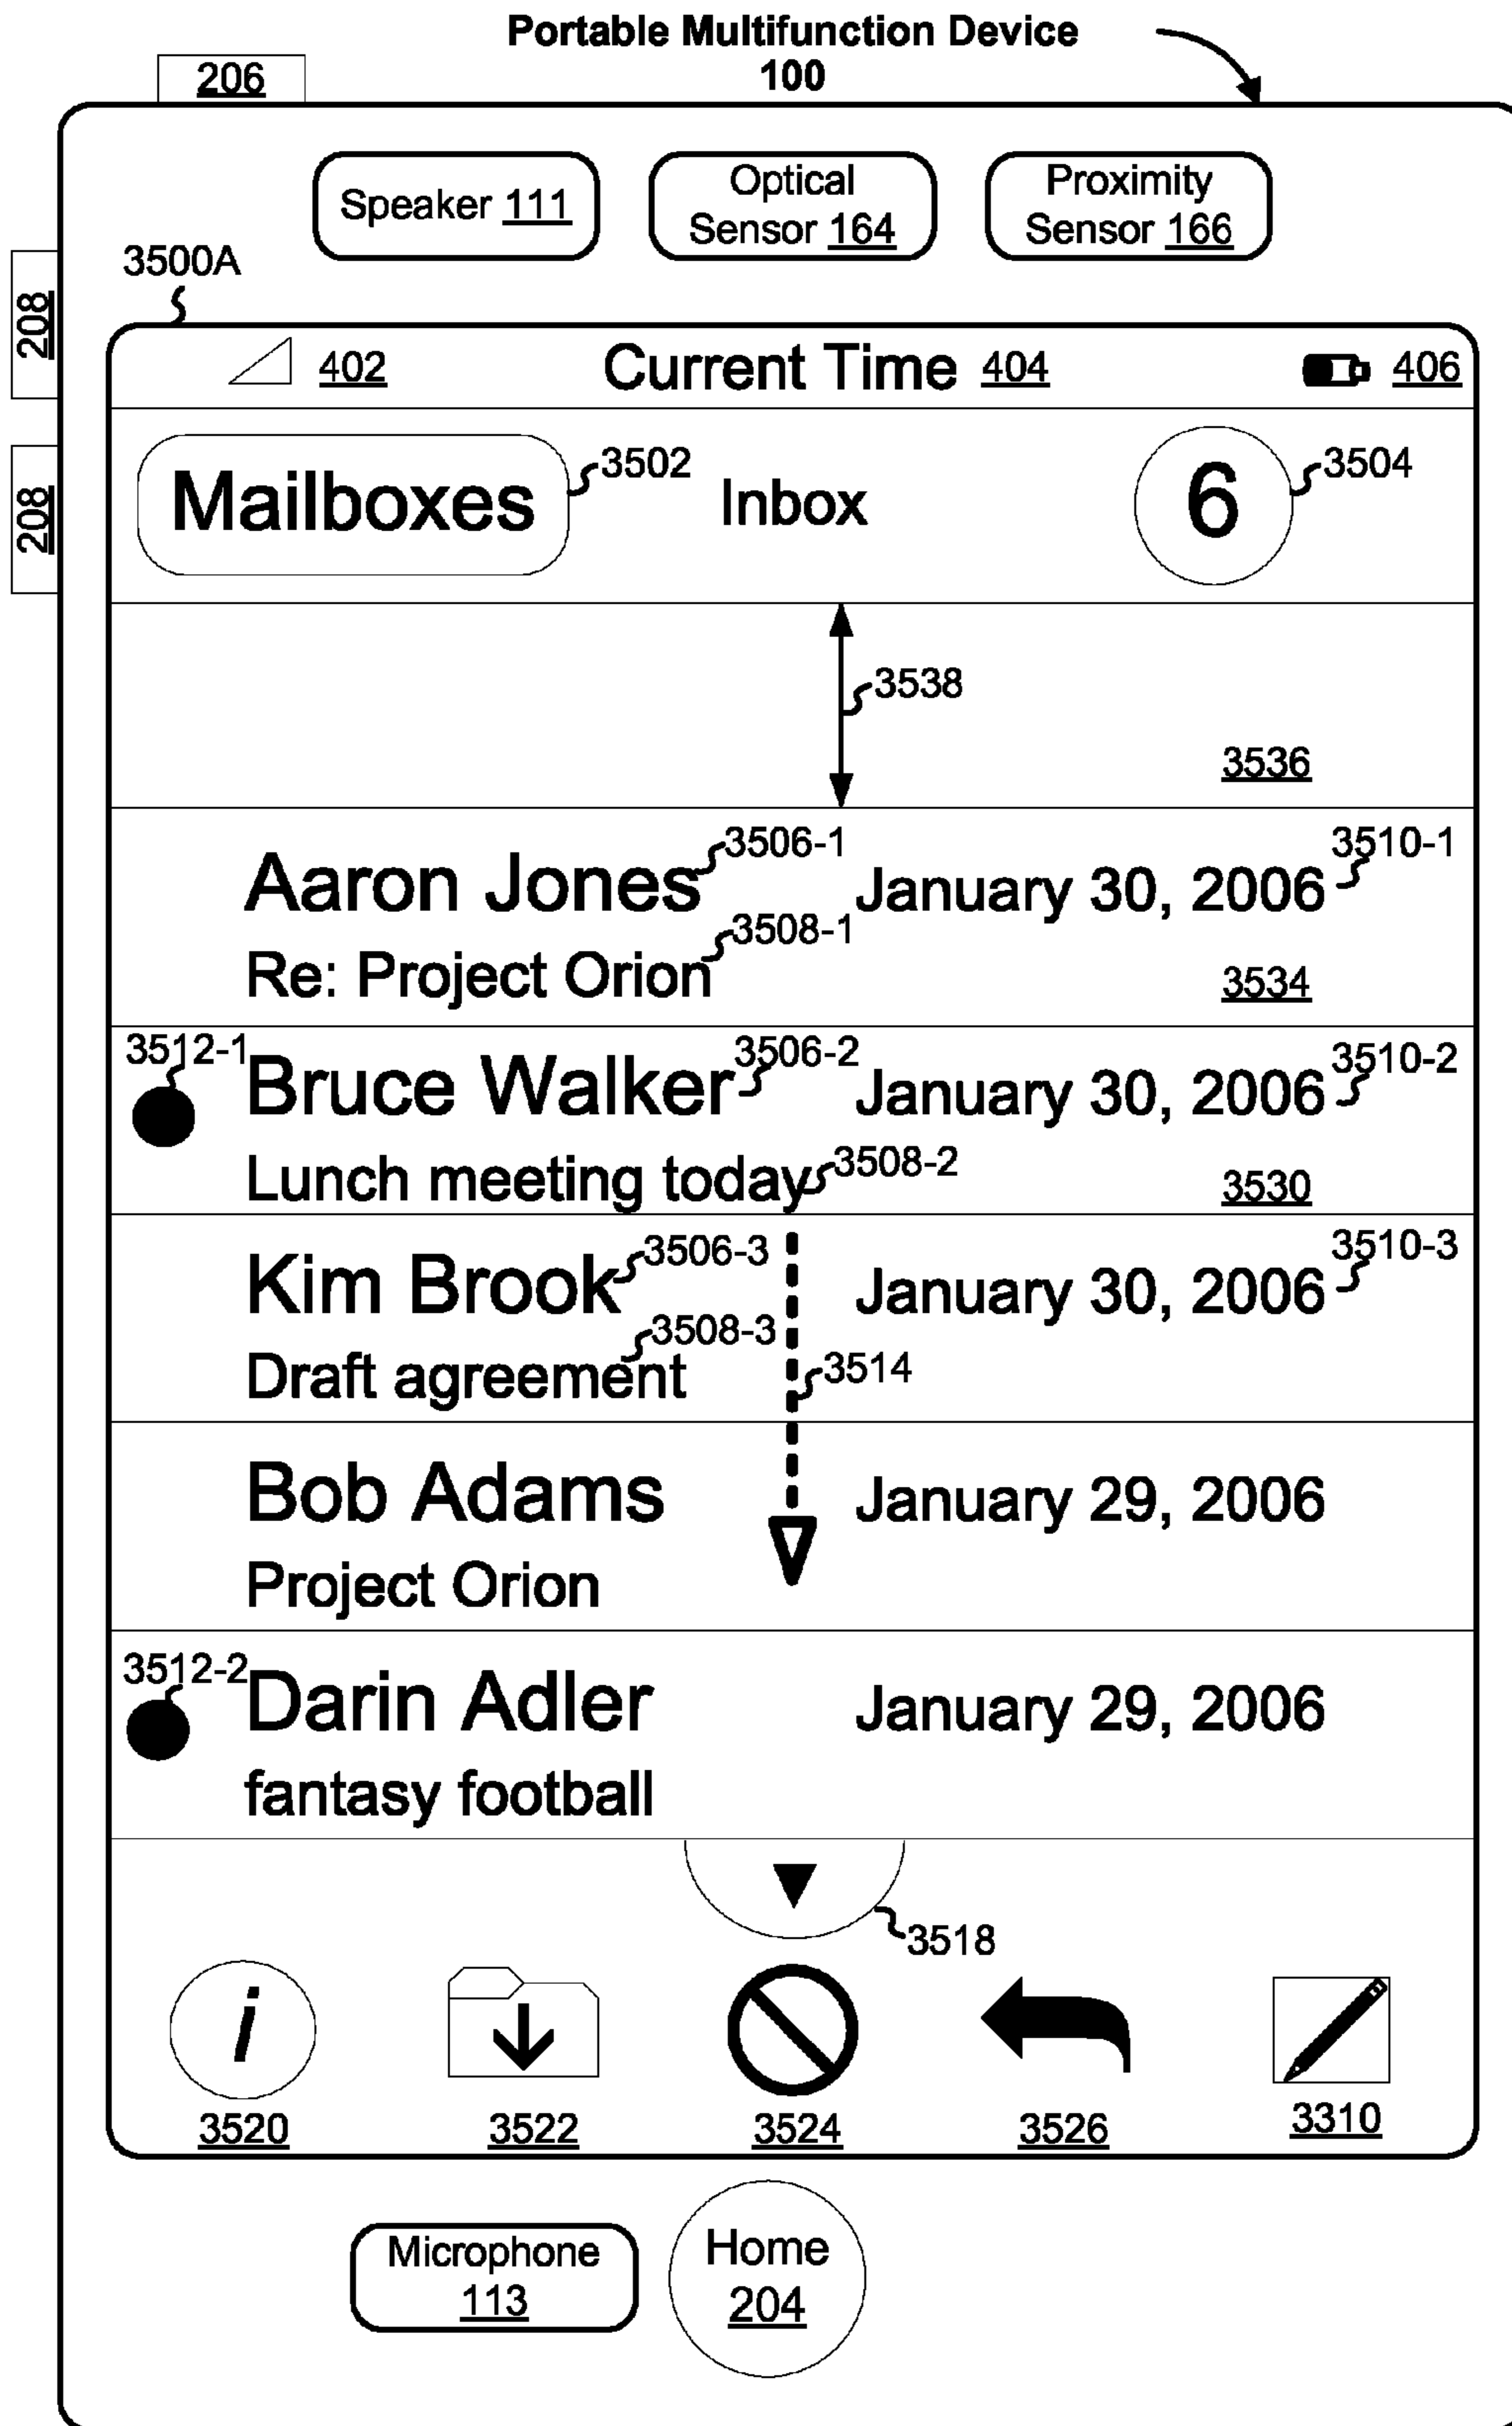 Portable Multifunction Device
100
206
Speaker 111
Optical
Sensor 164
Proximity
Sensor 166
3500A
208
208
402
Current Time 404
406
Mailboxes
3502
Inbox
6
3504
3538
3536
Aaron Jones
3506-1
January 30, 2006
3510-1
Re: Project Orion
3508-1
3534
3512-1
Bruce Walker
3506-2
January 30, 2006
3510-2
Lunch meeting today
3508-2
3530
Kim Brook
3506-3
January 30, 2006
3510-3
Draft agreement
3508-3
3514
Bob Adams
January 29, 2006
Project Orion
3512-2
Darin Adler
January 29, 2006
fantasy football
3518
i
3520
3522
3524
3526
3310
Microphone
113
Home
204